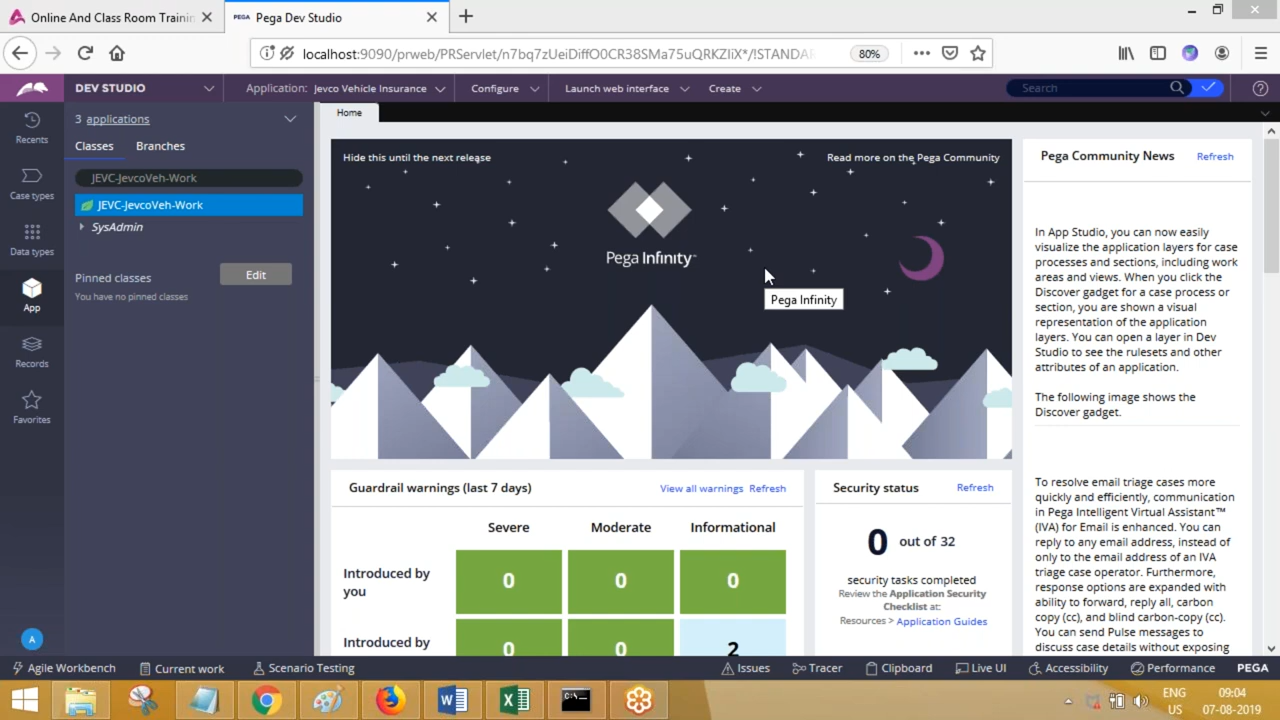 Online And Class Room Trainin
PEGA Pega Dev Studio
localhost:9090/prweb/PRServlet/n7bq7zUeiDiffO0CR38SMa75uQRKZIiX*/!STANDA
80%
DEV STUDIO
Application: Jevco Vehicle Insurance
Configure
Launch web interface
Create
Search
Recents
Case types
Data types
App
Records
Favorites
A
3 applications
Classes
Branches
JEVC-JevcoVeh-Work
JEVC-JevcoVeh-Work
SysAdmin
Pinned classes
Edit
You have no pinned classes
Home
Hide this until the next release
Read more on the Pega Community
Pega Infinity™
Pega Infinity
Guardrail warnings (last 7 days)
View all warnings Refresh
Severe Moderate Informational
Introduced by
you
0 0 0
Introduced by
0 0 2
Security status
Refresh
0 out of 32
security tasks completed
Review the Application Security
Checklist at:
Resources > Application Guides
Pega Community News
Refresh
In App Studio, you can now easily
visualize the application layers for case
processes and sections, including work
areas and views. When you click the
Discover gadget for a case process or
section, you are shown a visual
representation of the application
layers. You can open a layer in Dev
Studio to see the rulesets and other
attributes of an application.
The following image shows the
Discover gadget.
To resolve email triage cases more
quickly and efficiently, communication
in Pega Intelligent Virtual Assistant™
(IVA) for Email is enhanced. You can
reply to any email address, instead of
only to the email address of an IVA
triage case operator. Furthermore,
response options are expanded with
ability to forward, reply all, carbon
copy (cc), and blind carbon-copy (cc).
You can send Pulse messages to
discuss case details without exposing
Agile Workbench
Current work
Scenario Testing
Issues
Tracer
Clipboard
Live UI
Accessibility
Performance
PEGA
ENG
US
09:04
07-08-2019